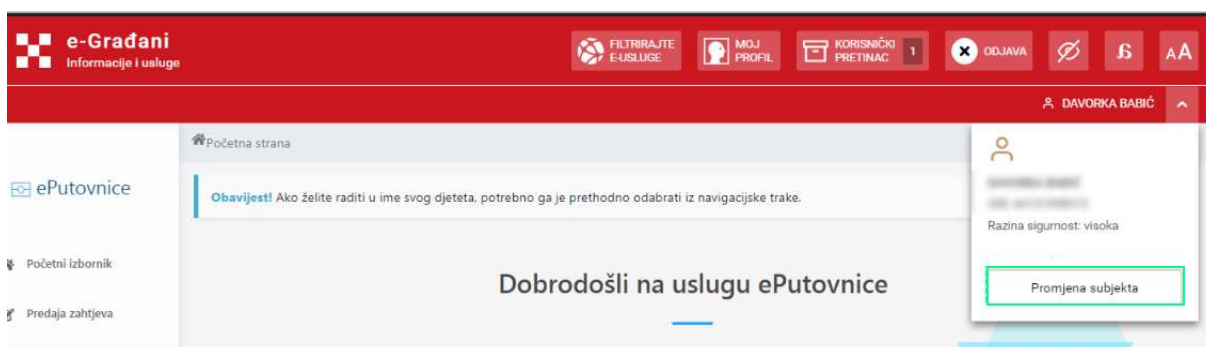 e-Građani
Informacije i usluge
FILTRIRAJTE
E-USLUGE
MOJ
PROFIL
KORISNIČKI
PRETINAC
1
ODJAVA
AA
DAVORKA BABIĆ
Početna strana
ePutovnice
Obavijest! Ako želite raditi u ime svog djeteta, potrebno ga je prethodno odabrati iz navigacijske trake.
Razina sigurnost: visoka
Početni izbornik
Dobrodošli na uslugu ePutovnice
Promjena subjekta
Predaja zahtjeva